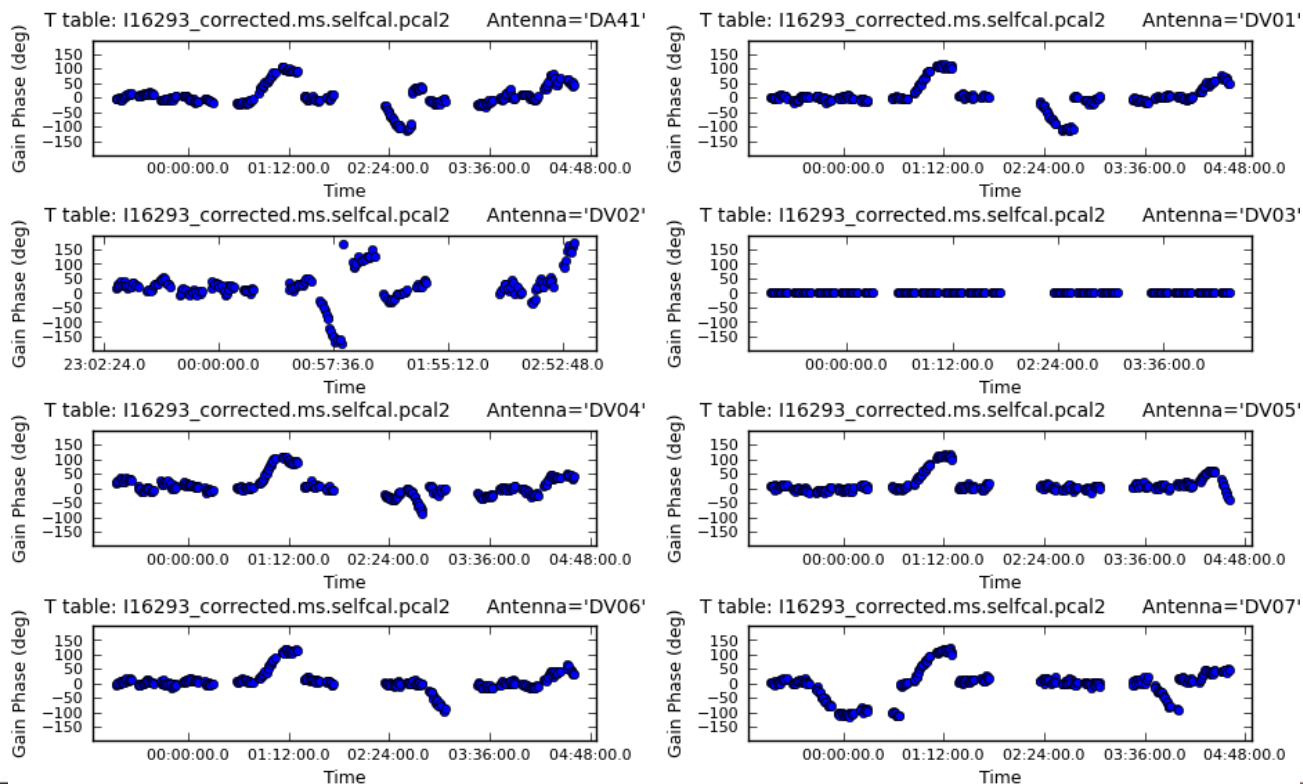 T table: I16293_corrected.ms.selfcal.pcal2 Antenna='DA41'
Gain Phase (deg)
150
100
50
0
−50
−100
−150
00:00:00.0 01:12:00.0 02:24:00.0 03:36:00.0 04:48:00.0
Time
T table: I16293_corrected.ms.selfcal.pcal2 Antenna='DV01'
Gain Phase (deg)
150
100
50
0
−50
−100
−150
00:00:00.0 01:12:00.0 02:24:00.0 03:36:00.0 04:48:00.0
Time
T table: I16293_corrected.ms.selfcal.pcal2 Antenna='DV02'
Gain Phase (deg)
150
100
50
0
−50
−100
−150
23:02:24.0 00:00:00.0 00:57:36.0 01:55:12.0 02:52:48.0
Time
T table: I16293_corrected.ms.selfcal.pcal2 Antenna='DV03'
Gain Phase (deg)
150
100
50
0
−50
−100
−150
00:00:00.0 01:12:00.0 02:24:00.0 03:36:00.0
Time
T table: I16293_corrected.ms.selfcal.pcal2 Antenna='DV04'
Gain Phase (deg)
150
100
50
0
−50
−100
−150
00:00:00.0 01:12:00.0 02:24:00.0 03:36:00.0 04:48:00.0
Time
T table: I16293_corrected.ms.selfcal.pcal2 Antenna='DV05'
Gain Phase (deg)
150
100
50
0
−50
−100
−150
00:00:00.0 01:12:00.0 02:24:00.0 03:36:00.0 04:48:00.0
Time
T table: I16293_corrected.ms.selfcal.pcal2 Antenna='DV06'
Gain Phase (deg)
150
100
50
0
−50
−100
−150
00:00:00.0 01:12:00.0 02:24:00.0 03:36:00.0 04:48:00.0
Time
T table: I16293_corrected.ms.selfcal.pcal2 Antenna='DV07'
Gain Phase (deg)
150
100
50
0
−50
−100
−150
00:00:00.0 01:12:00.0 02:24:00.0 03:36:00.0 04:48:00.0
Time